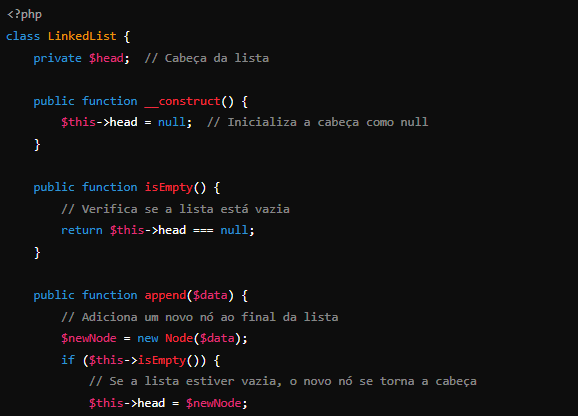 <?php
class LinkedList {
    private $head;  // Cabeça da lista

    public function __construct() {
        $this->head = null;  // Inicializa a cabeça como null
    }

    public function isEmpty() {
        // Verifica se a lista está vazia
        return $this->head === null;
    }

    public function append($data) {
        // Adiciona um novo nó ao final da lista
        $newNode = new Node($data);
        if ($this->isEmpty()) {
            // Se a lista estiver vazia, o novo nó se torna a cabeça
            $this->head = $newNode;